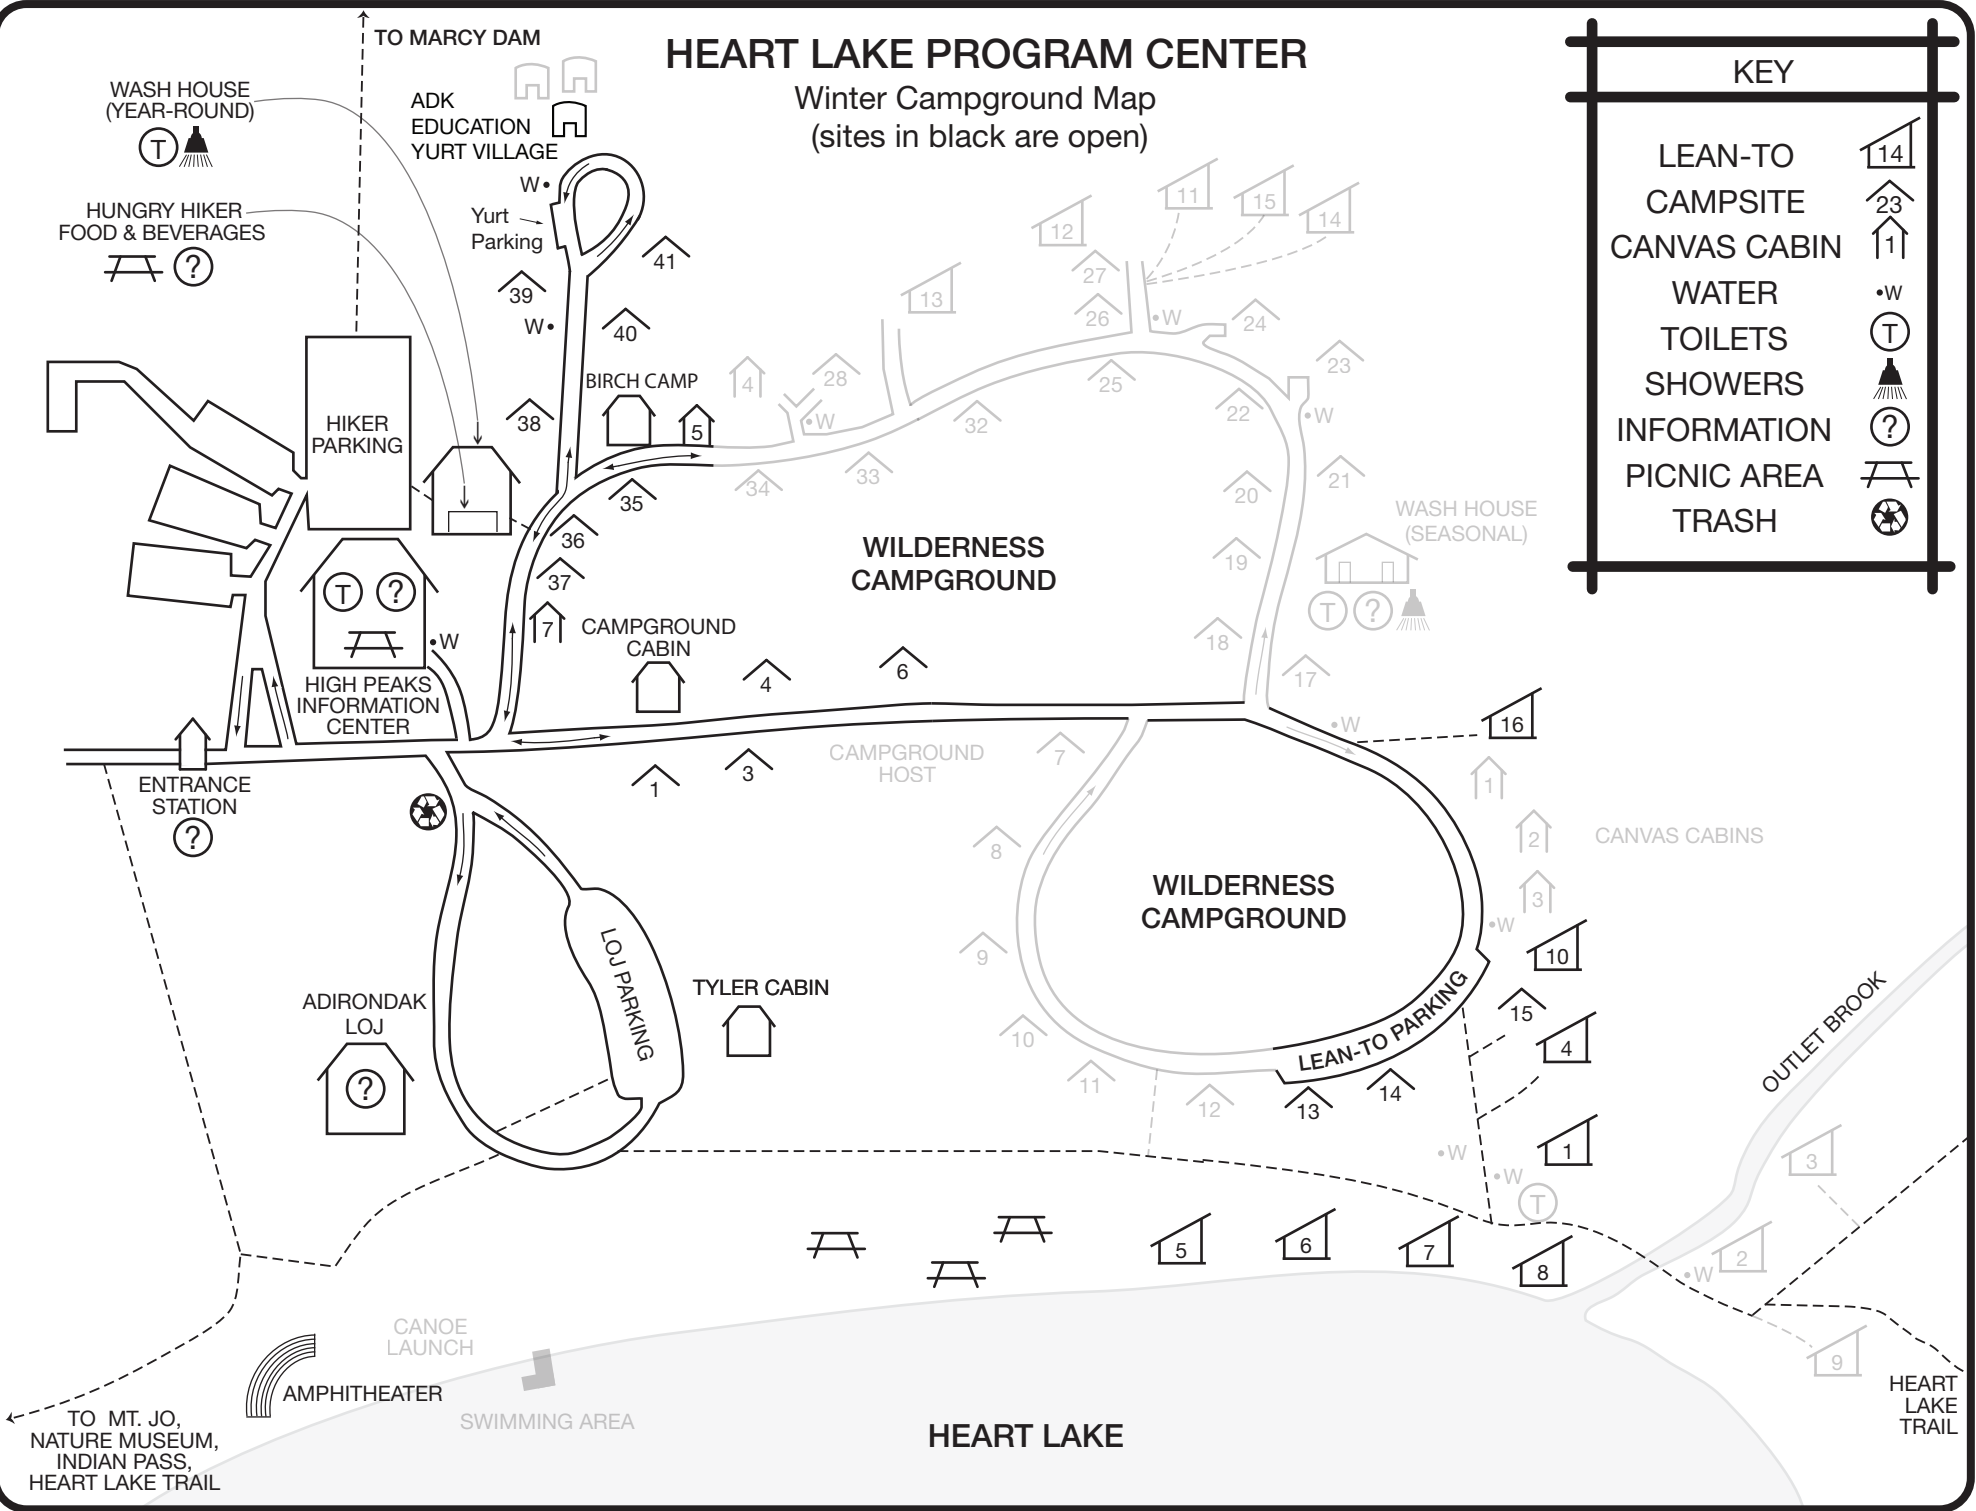 TO MARCY DAM
HEART LAKE PROGRAM CENTER
Winter Campground Map
(sites in black are open)
KEY
LEAN-TO 14
CAMPSITE 23
CANVAS CABIN 1
WATER •W
TOILETS T
SHOWERS
INFORMATION ?
PICNIC AREA
TRASH
WASH HOUSE
(YEAR-ROUND)
T
HUNGRY HIKER
FOOD & BEVERAGES
?
ADK
EDUCATION
YURT VILLAGE
W•
Yurt
Parking
41
39
W•
40
38
BIRCH CAMP
5
35
36
37
7
HIKER
PARKING
T ?
•W
HIGH PEAKS
INFORMATION
CENTER
ENTRANCE
STATION
?
CAMPGROUND
CABIN
4
6
1
3
CAMPGROUND
HOST
11
15
14
12
13
27
26
•W
24
25
23
22
•W
4
28
•W
32
33
34
21
20
19
18
17
WASH HOUSE
(SEASONAL)
T ?
WILDERNESS
CAMPGROUND
•W
16
1
2
CANVAS CABINS
3
•W
10
7
8
9
10
11
12
WILDERNESS
CAMPGROUND
LEAN-TO PARKING
13
14
15
4
1
•W
•W
T
LOJ PARKING
TYLER CABIN
ADIRONDAK
LOJ
?
OUTLET BROOK
3
2
•W
9
5
6
7
8
CANOE
LAUNCH
AMPHITHEATER
SWIMMING AREA
HEART LAKE
HEART
LAKE
TRAIL
TO MT. JO,
NATURE MUSEUM,
INDIAN PASS,
HEART LAKE TRAIL